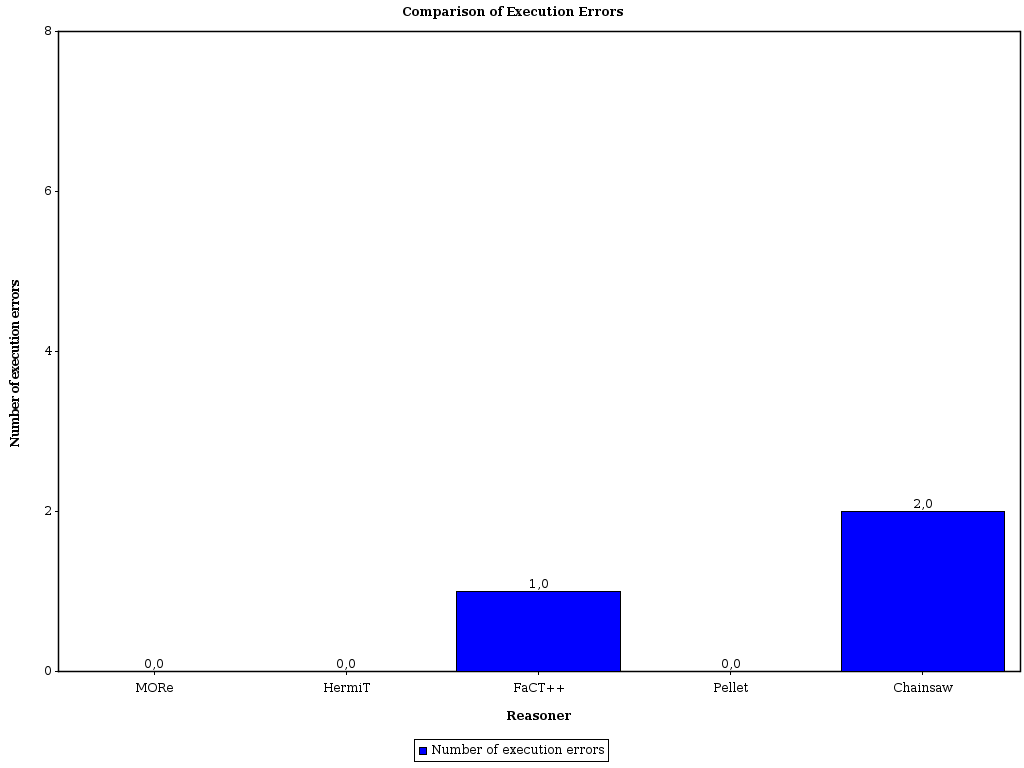 Comparison of Execution Errors
8
6
4
2
0
Number of execution errors
0,0
0,0
1,0
0,0
2,0
MORe
HermiT
FaCT++
Pellet
Chainsaw
Reasoner
Number of execution errors